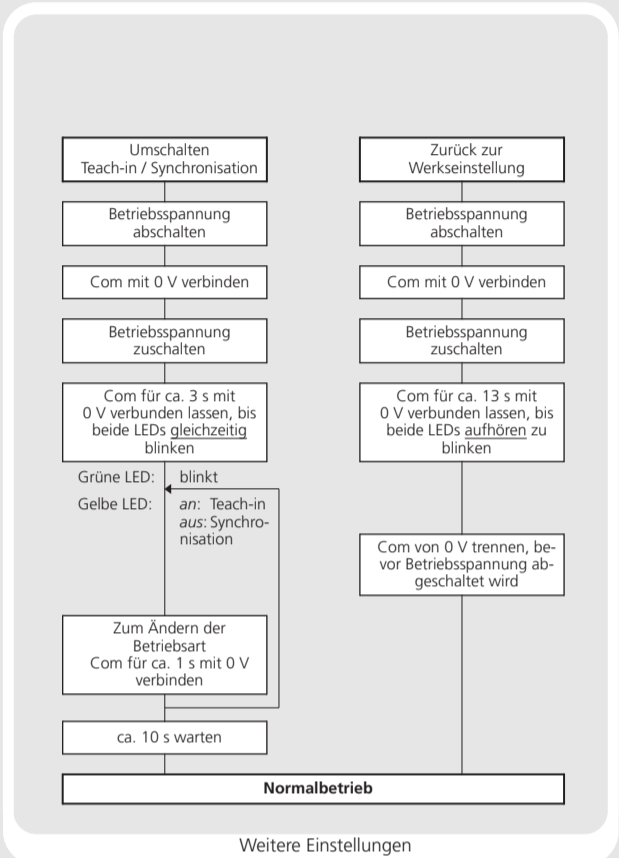 Umschalten
Teach-in / Synchronisation
Betriebsspannung
abschalten
Com mit 0 V verbinden
Betriebsspannung
zuschalten
Com für ca. 3 s mit
0 V verbunden lassen, bis
beide LEDs gleichzeitig
blinken
Grüne LED: blinkt
Gelbe LED: an: Teach-in
aus: Synchro-
nisation
Zum Ändern der
Betriebsart
Com für ca. 1 s mit 0 V
verbinden
ca. 10 s warten
Zurück zur
Werkseinstellung
Betriebsspannung
abschalten
Com mit 0 V verbinden
Betriebsspannung
zuschalten
Com für ca. 13 s mit
0 V verbunden lassen, bis
beide LEDs aufhören zu
blinken
Com von 0 V trennen, be-
vor Betriebsspannung ab-
geschaltet wird
Normalbetrieb
Weitere Einstellungen